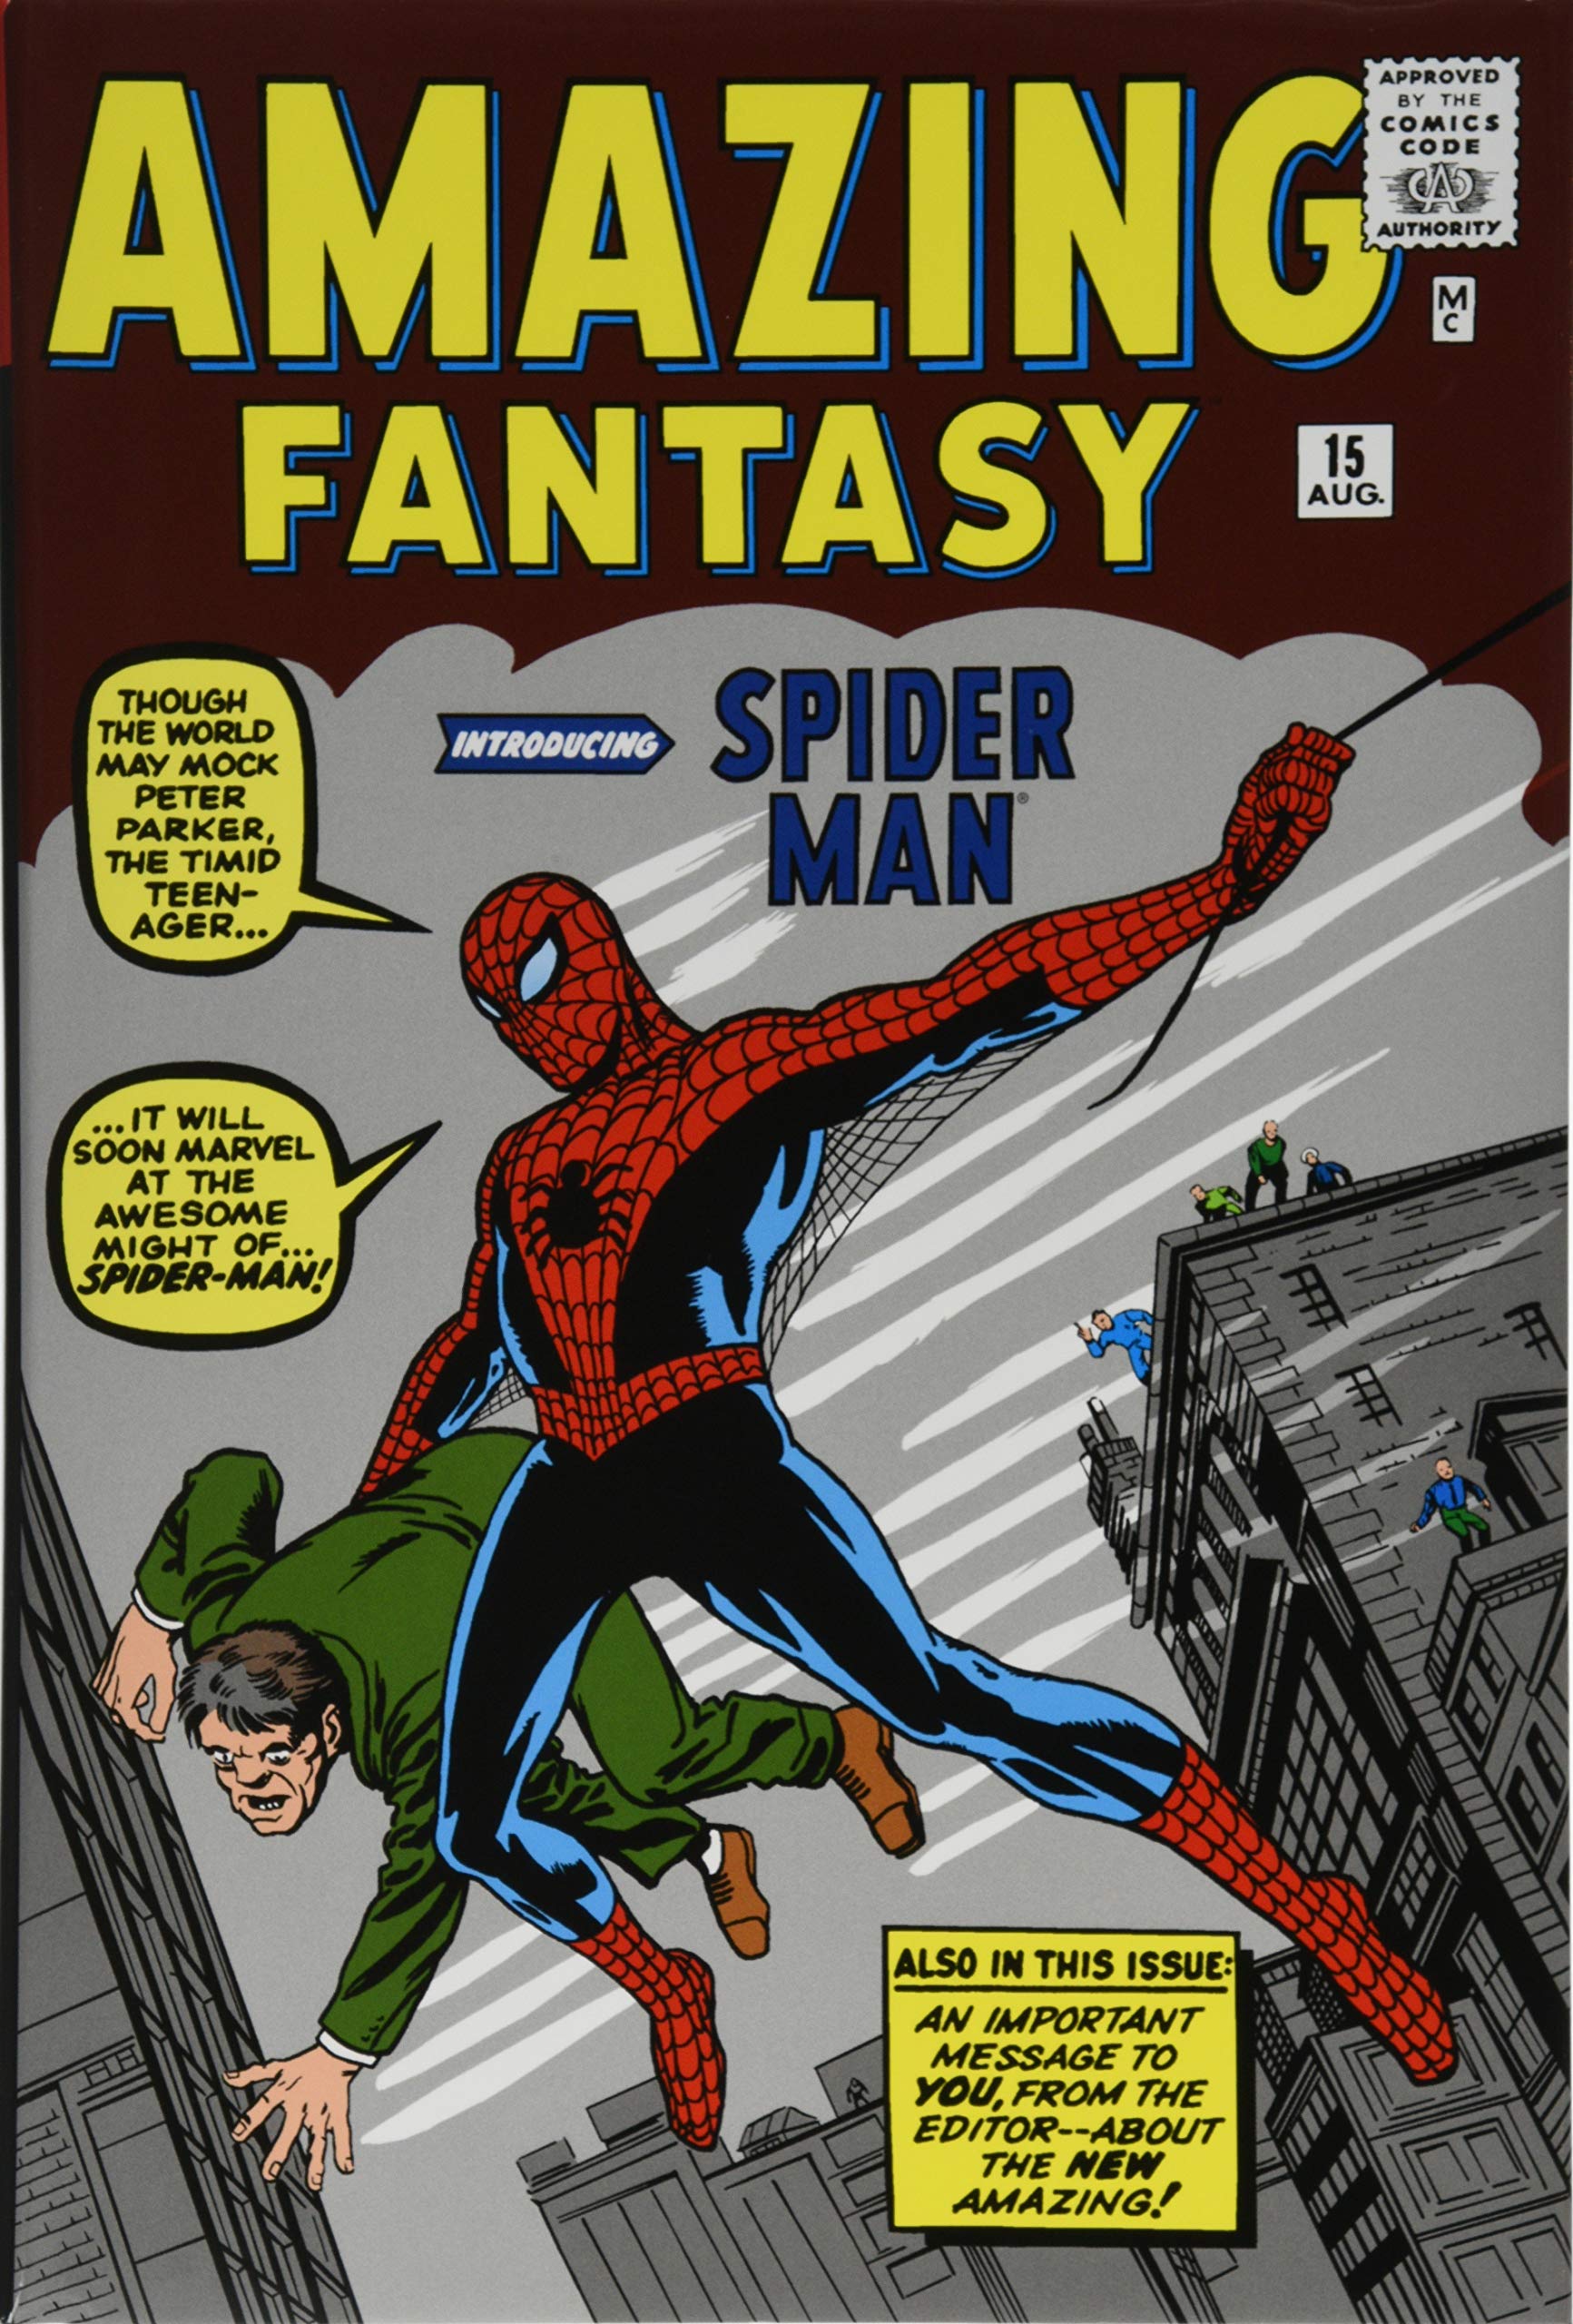 AMAZING
FANTASY
APPROVED
BY THE
COMICS
CODE
CA
AUTHORITY
M
C
15
AUG.
INTRODUCING
SPIDER
MAN®
THOUGH
THE WORLD
MAY MOCK
PETER
PARKER,
THE TIMID
TEEN-
AGER...
...IT WILL
SOON MARVEL
AT THE
AWESOME
MIGHT OF...
SPIDER-MAN!
ALSO IN THIS ISSUE:
AN IMPORTANT
MESSAGE TO
YOU, FROM THE
EDITOR--ABOUT
THE NEW
AMAZING!